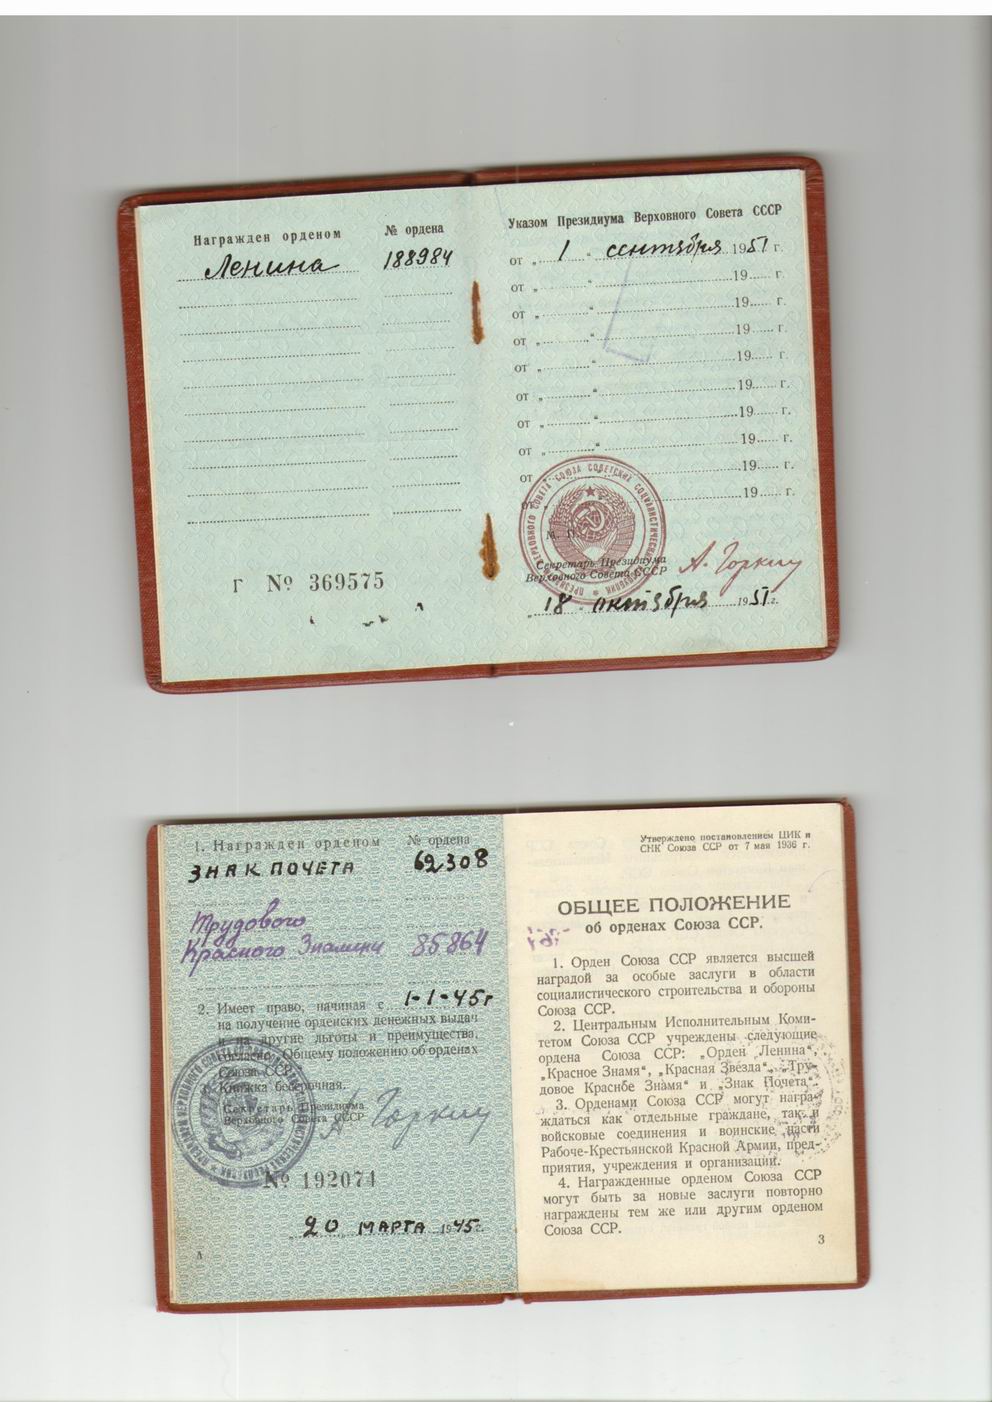 Награжден орденом № ордена
Ленина 188984
Г № 369575
Указом Президиума Верховного Совета СССР
от „ 1 “ сентября 1951 г.
от „ “ 19 г.
от „ “ 19 г.
от „ “ 19 г.
от „ “ 19 г.
от „ “ 19 г.
от „ “ 19 г.
от „ “ 19 г.
от „ 19 г.
от „ 19 г.
М. П.
Секретарь Президиума
Верховного Совета СССР А. Горкин
„18 “ октября 1951 г.
1. Награжден орденом № ордена
ЗНАК ПОЧЕТА 62308
Трудового
Красного Знамени 85864
2. Имеет право, начиная с 1-1-45г
на получение орденских денежных выдач
и на другие льготы и преимущества,
согласно Общему положению об орденах
Союза ССР.
3. Книжка бессрочная.
Секретарь Президиума
Верховного Совета СССР А. Горкин
№ 192074
20 МАРТА 1945 г.
А
Утверждено постановлением ЦИК и
СНК Союза ССР от 7 мая 1936 г.
ОБЩЕЕ ПОЛОЖЕНИЕ
об орденах Союза ССР.
1. Орден Союза ССР является высшей
наградой за особые заслуги в области
социалистического строительства и обороны
Союза ССР.
2. Центральным Исполнительным Коми-
тетом Союза ССР учреждены следующие
ордена Союза ССР: „Орден Ленина“,
„Красное Знамя“, „Красная Звезда“, „Тру-
довое Красное Знамя“ и „Знак Почета“.
3. Орденами Союза ССР могут награ-
ждаться как отдельные граждане, так и
войсковые соединения и воинские части
Рабоче-Крестьянской Красной Армии, пред-
приятия, учреждения и организации.
4. Награжденные орденом Союза ССР
могут быть за новые заслуги повторно
награждены тем же или другим орденом
Союза ССР.
3